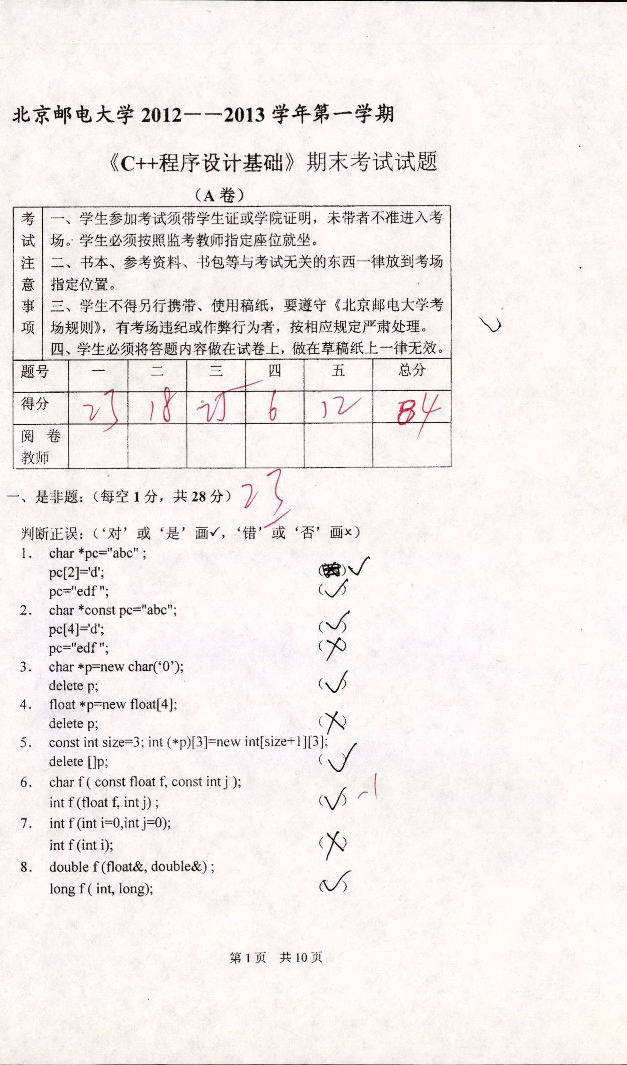 北京邮电大学 2012——2013 学年第一学期
《C++程序设计基础》期末考试试题
（A 卷）
考试注意事项
一、学生参加考试须带学生证或学院证明，未带者不准进入考
场。学生必须按照监考教师指定座位就坐。
二、书本、参考资料、书包等与考试无关的东西一律放到考场
指定位置。
三、学生不得另行携带、使用稿纸，要遵守《北京邮电大学考
场规则》，有考场违纪或作弊行为者，按相应规定严肃处理。
四、学生必须将答题内容做在试卷上，做在草稿纸上一律无效。
题号 一 二 三 四 五 总分
得分 23 18 25 6 12 84
阅 卷
教师
一、是非题：（每空 1 分，共 28 分） 23
判断正误：（‘对’或‘是’画✓，‘错’或‘否’画×）
1. char *pc="abc" ;
pc[2]='d'; ( ) ✓
pc="edf "; (✓)
2. char *const pc="abc";
pc[4]='d'; (✓)
pc="edf "; (×)
3. char *p=new char(‘0’);
delete p; (✓)
4. float *p=new float[4];
delete p; (×)
5. const int size=3; int (*p)[3]=new int[size+1][3];
delete []p; (✓)
6. char f ( const float f, const int j );
int f (float f, int j) ; (✓) -1
7. int f (int i=0,int j=0);
int f (int i); (×)
8. double f (float&, double&) ;
long f ( int, long); (✓)
第 1 页 共 10 页